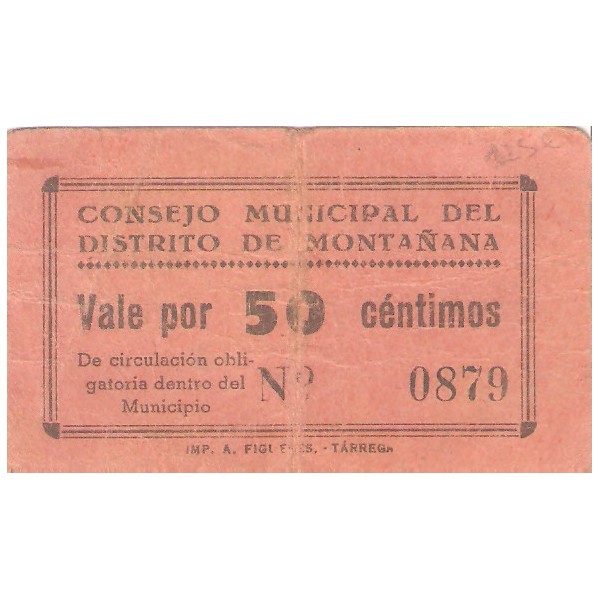 CONSEJO MUNICIPAL DEL
DISTRITO DE MONTAÑANA
Vale por 50 céntimos
De circulación obli-
gatoria dentro del
Municipio
Nº 0879
IMP. A. - TÁRREGA